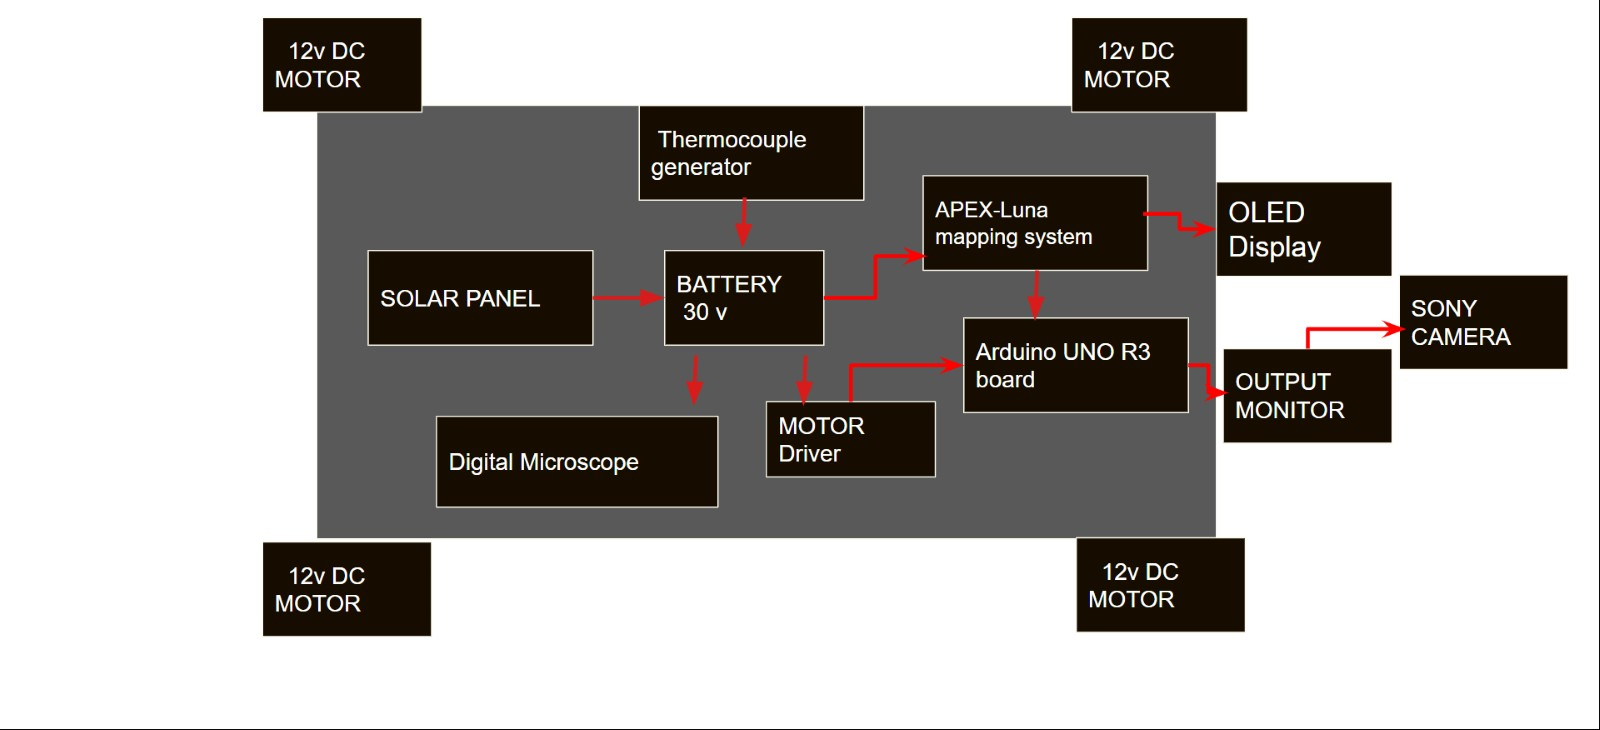 12v DC
MOTOR
12v DC
MOTOR
Thermocouple
generator
APEX-Luna
mapping system
OLED
Display
SOLAR PANEL
BATTERY
30 v
SONY
CAMERA
Arduino UNO R3
board
OUTPUT
MONITOR
MOTOR
Driver
Digital Microscope
12v DC
MOTOR
12v DC
MOTOR